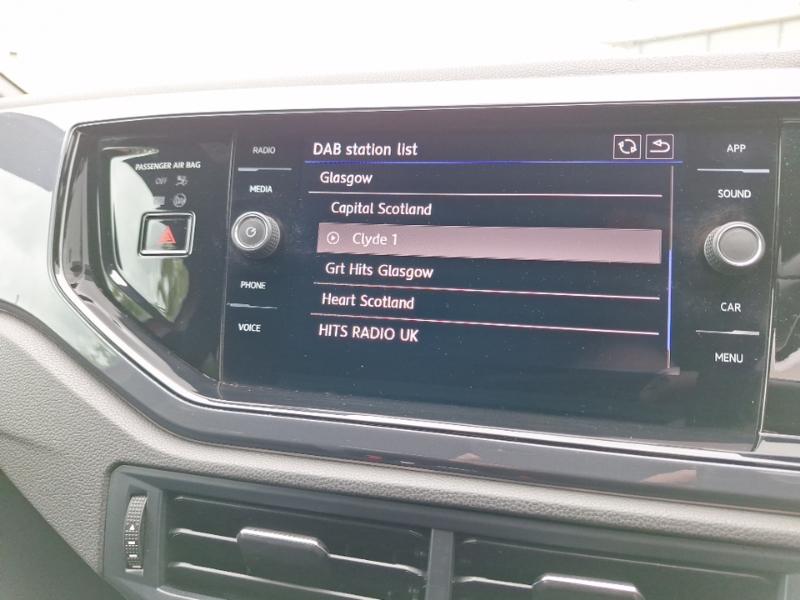 PASSENGER AIR BAG
OFF
RADIO
MEDIA
PHONE
VOICE
DAB station list
Glasgow
Capital Scotland
Clyde 1
Grt Hits Glasgow
Heart Scotland
HITS RADIO UK
APP
SOUND
CAR
MENU